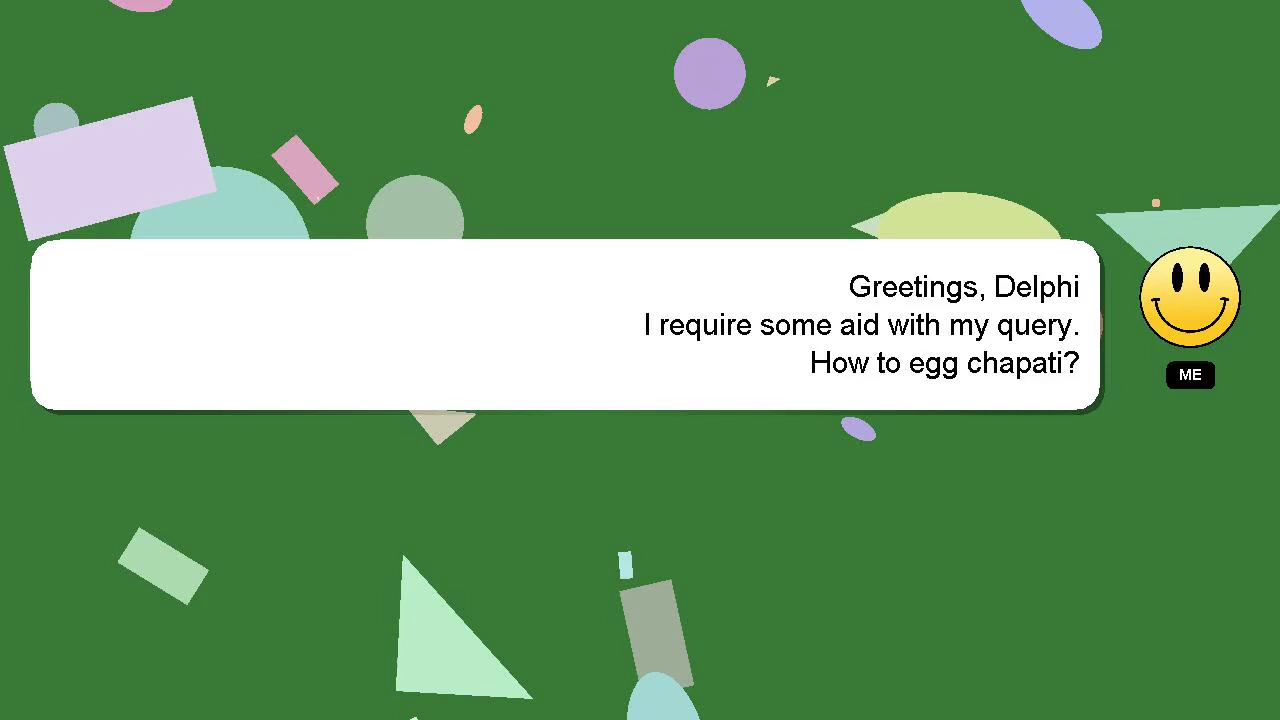 Greetings, Delphi
I require some aid with my query.
How to egg chapati?
ME